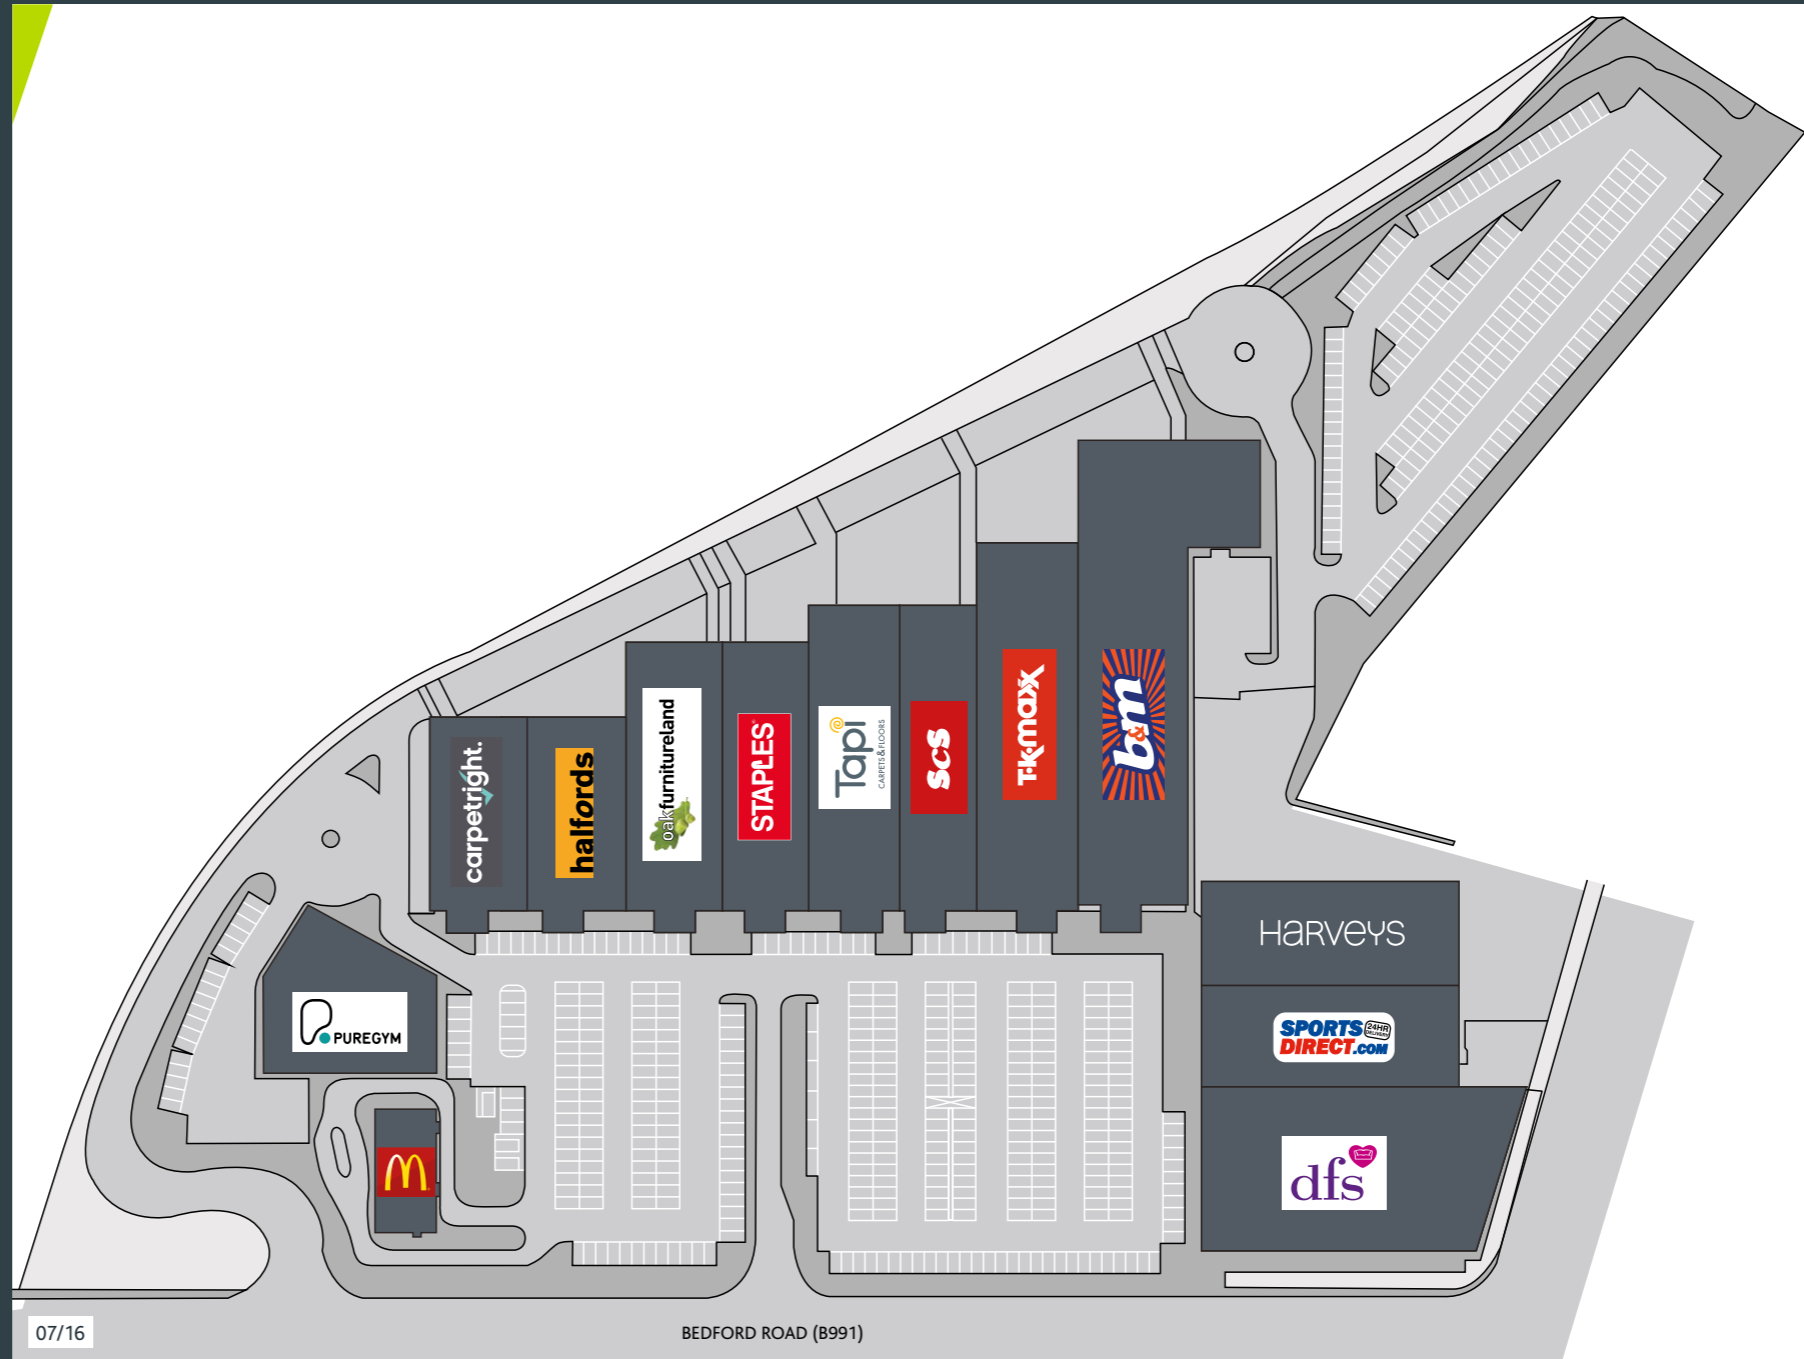 carpetright.
halfords
oakfurnitureland
STAPLES
Tapi
CARPETS & FLOORS
scs
T.K.maxx
b&m
HARVEYS
PUREGYM
SPORTS
24HR
DELIVERY
DIRECT.COM
M
dfs
07/16
BEDFORD ROAD (B991)